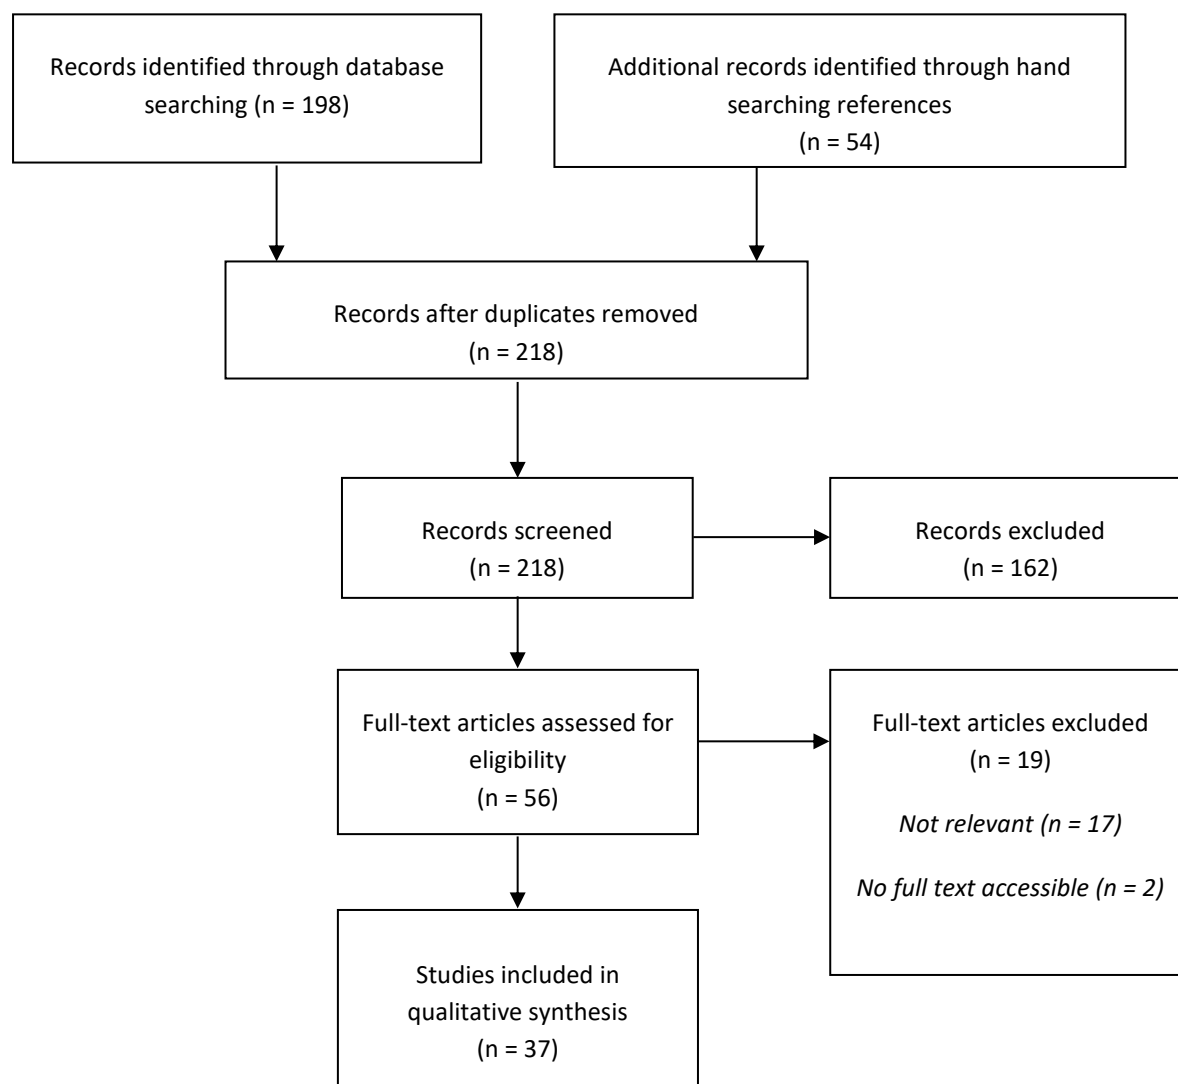 Records identified through database
searching (n = 198)
Additional records identified through hand
searching references
(n = 54)
Records after duplicates removed
(n = 218)
Records screened
(n = 218)
Records excluded
(n = 162)
Full-text articles assessed for
eligibility
(n = 56)
Full-text articles excluded
(n = 19)
Not relevant (n = 17)
No full text accessible (n = 2)
Studies included in
qualitative synthesis
(n = 37)